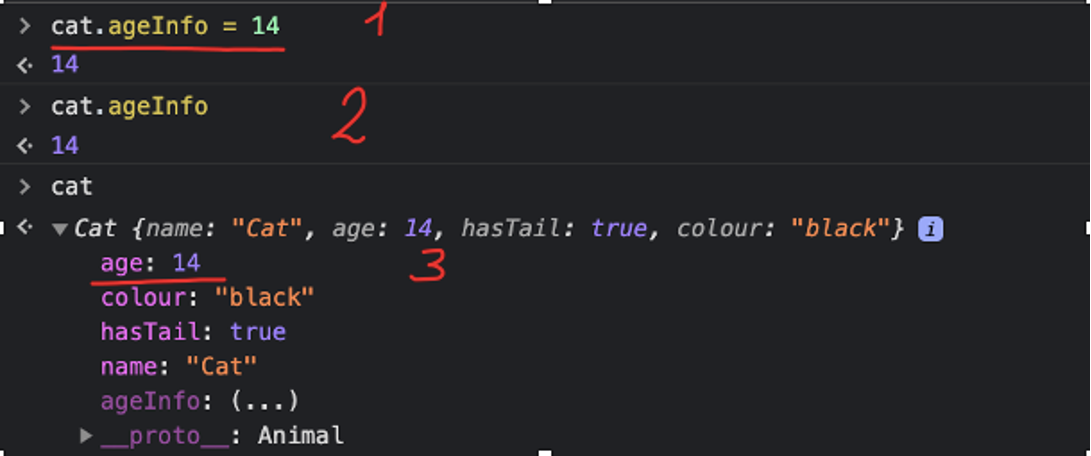 > cat.ageInfo = 14 1
<· 14
> cat.ageInfo 2
<· 14
> cat
<· ▼Cat {name: "Cat", age: 14, hasTail: true, colour: "black"} i
age: 14 3
colour: "black"
hasTail: true
name: "Cat"
ageInfo: (...)
▶ __proto__: Animal